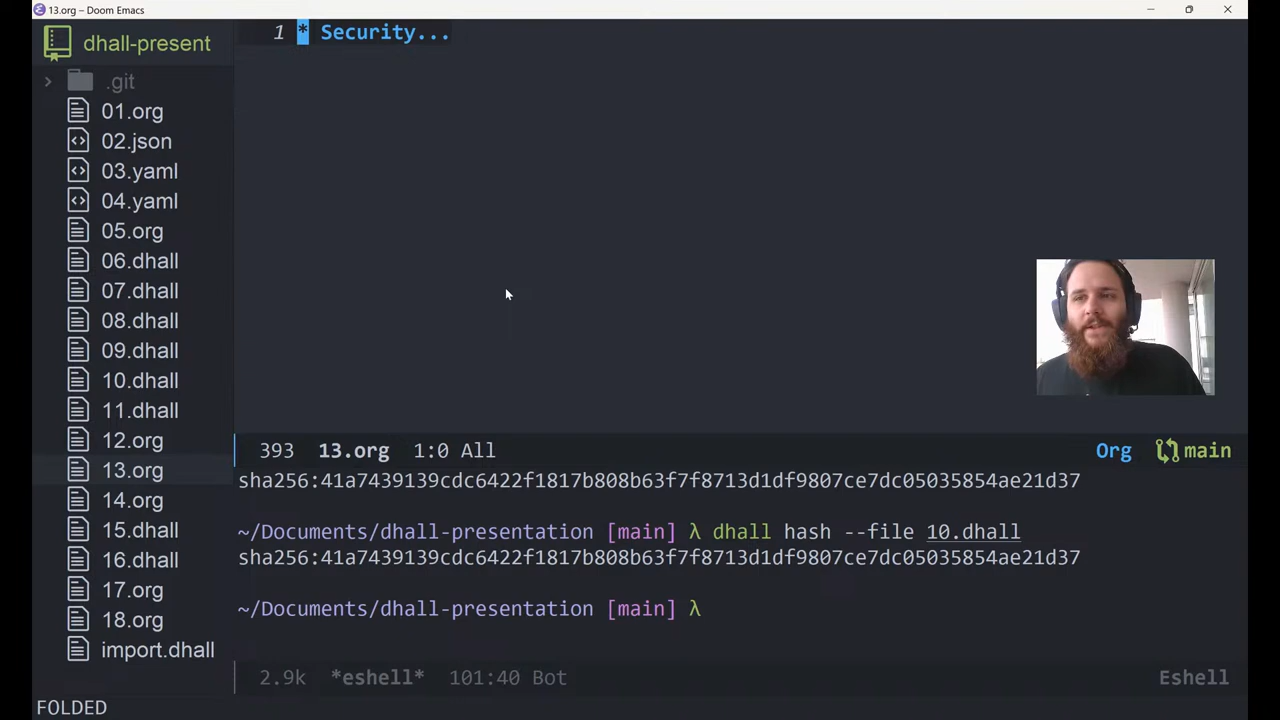 13.org – Doom Emacs
dhall-present
.git
01.org
02.json
03.yaml
04.yaml
05.org
06.dhall
07.dhall
08.dhall
09.dhall
10.dhall
11.dhall
12.org
13.org
14.org
15.dhall
16.dhall
17.org
18.org
import.dhall
1 * Security...
393 13.org 1:0 All Org main
sha256:41a7439139cdc6422f1817b808b63f7f8713d1df9807ce7dc05035854ae21d37
~/Documents/dhall-presentation [main] λ dhall hash --file 10.dhall
sha256:41a7439139cdc6422f1817b808b63f7f8713d1df9807ce7dc05035854ae21d37
~/Documents/dhall-presentation [main] λ
2.9k *eshell* 101:40 Bot Eshell
FOLDED